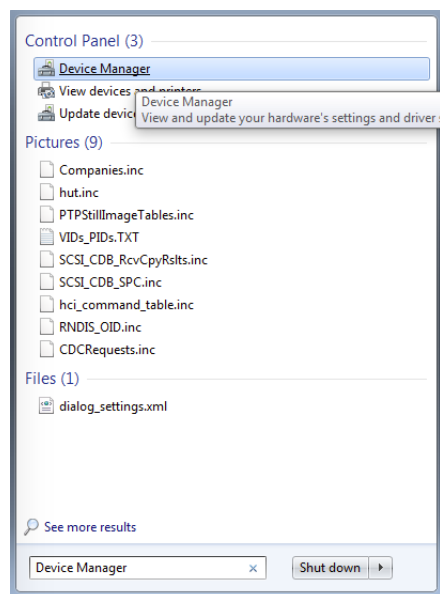 Control Panel (3)
Device Manager
View devices and printers
Update device
Device Manager
View and update your hardware's settings and driver
Pictures (9)
Companies.inc
hut.inc
PTPStillImageTables.inc
VIDs_PIDs.TXT
SCSI_CDB_RcvCpyRslts.inc
SCSI_CDB_SPC.inc
hci_command_table.inc
RNDIS_OID.inc
CDCRequests.inc
Files (1)
dialog_settings.xml
See more results
Device Manager
Shut down